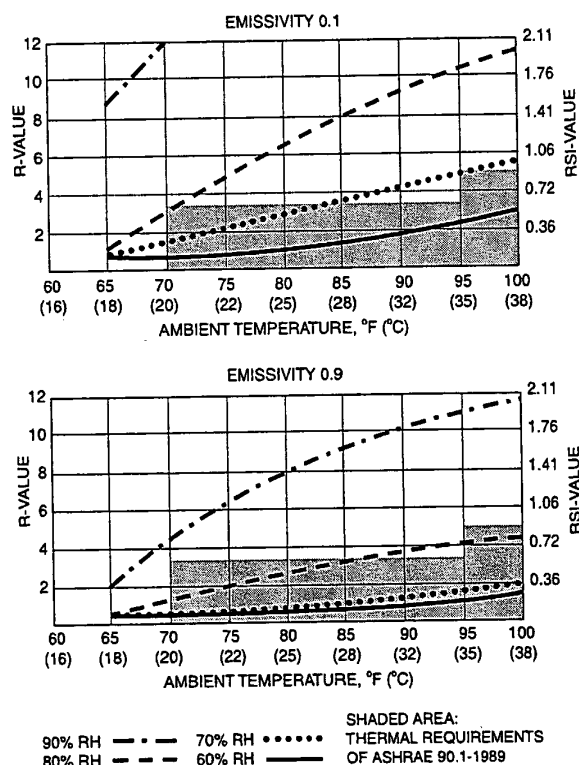 EMISSIVITY 0.1
12
10
8
6
4
2
R-VALUE
2.11
1.76
1.41
1.06
0.72
0.36
RSI-VALUE
60 65 70 75 80 85 90 95 100
(16) (18) (20) (22) (25) (28) (32) (35) (38)
AMBIENT TEMPERATURE, °F (°C)
EMISSIVITY 0.9
12
10
8
6
4
2
R-VALUE
2.11
1.76
1.41
1.06
0.72
0.36
RSI-VALUE
60 65 70 75 80 85 90 95 100
(16) (18) (20) (22) (25) (28) (32) (35) (38)
AMBIENT TEMPERATURE, °F (°C)
90% RH 70% RH SHADED AREA:
80% RH 60% RH THERMAL REQUIREMENTS
OF ASHRAE 90.1-1989